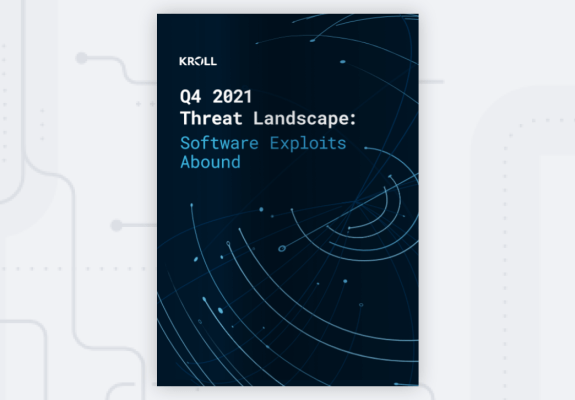 KROLL
Q4 2021
Threat Landscape:
Software Exploits
Abound